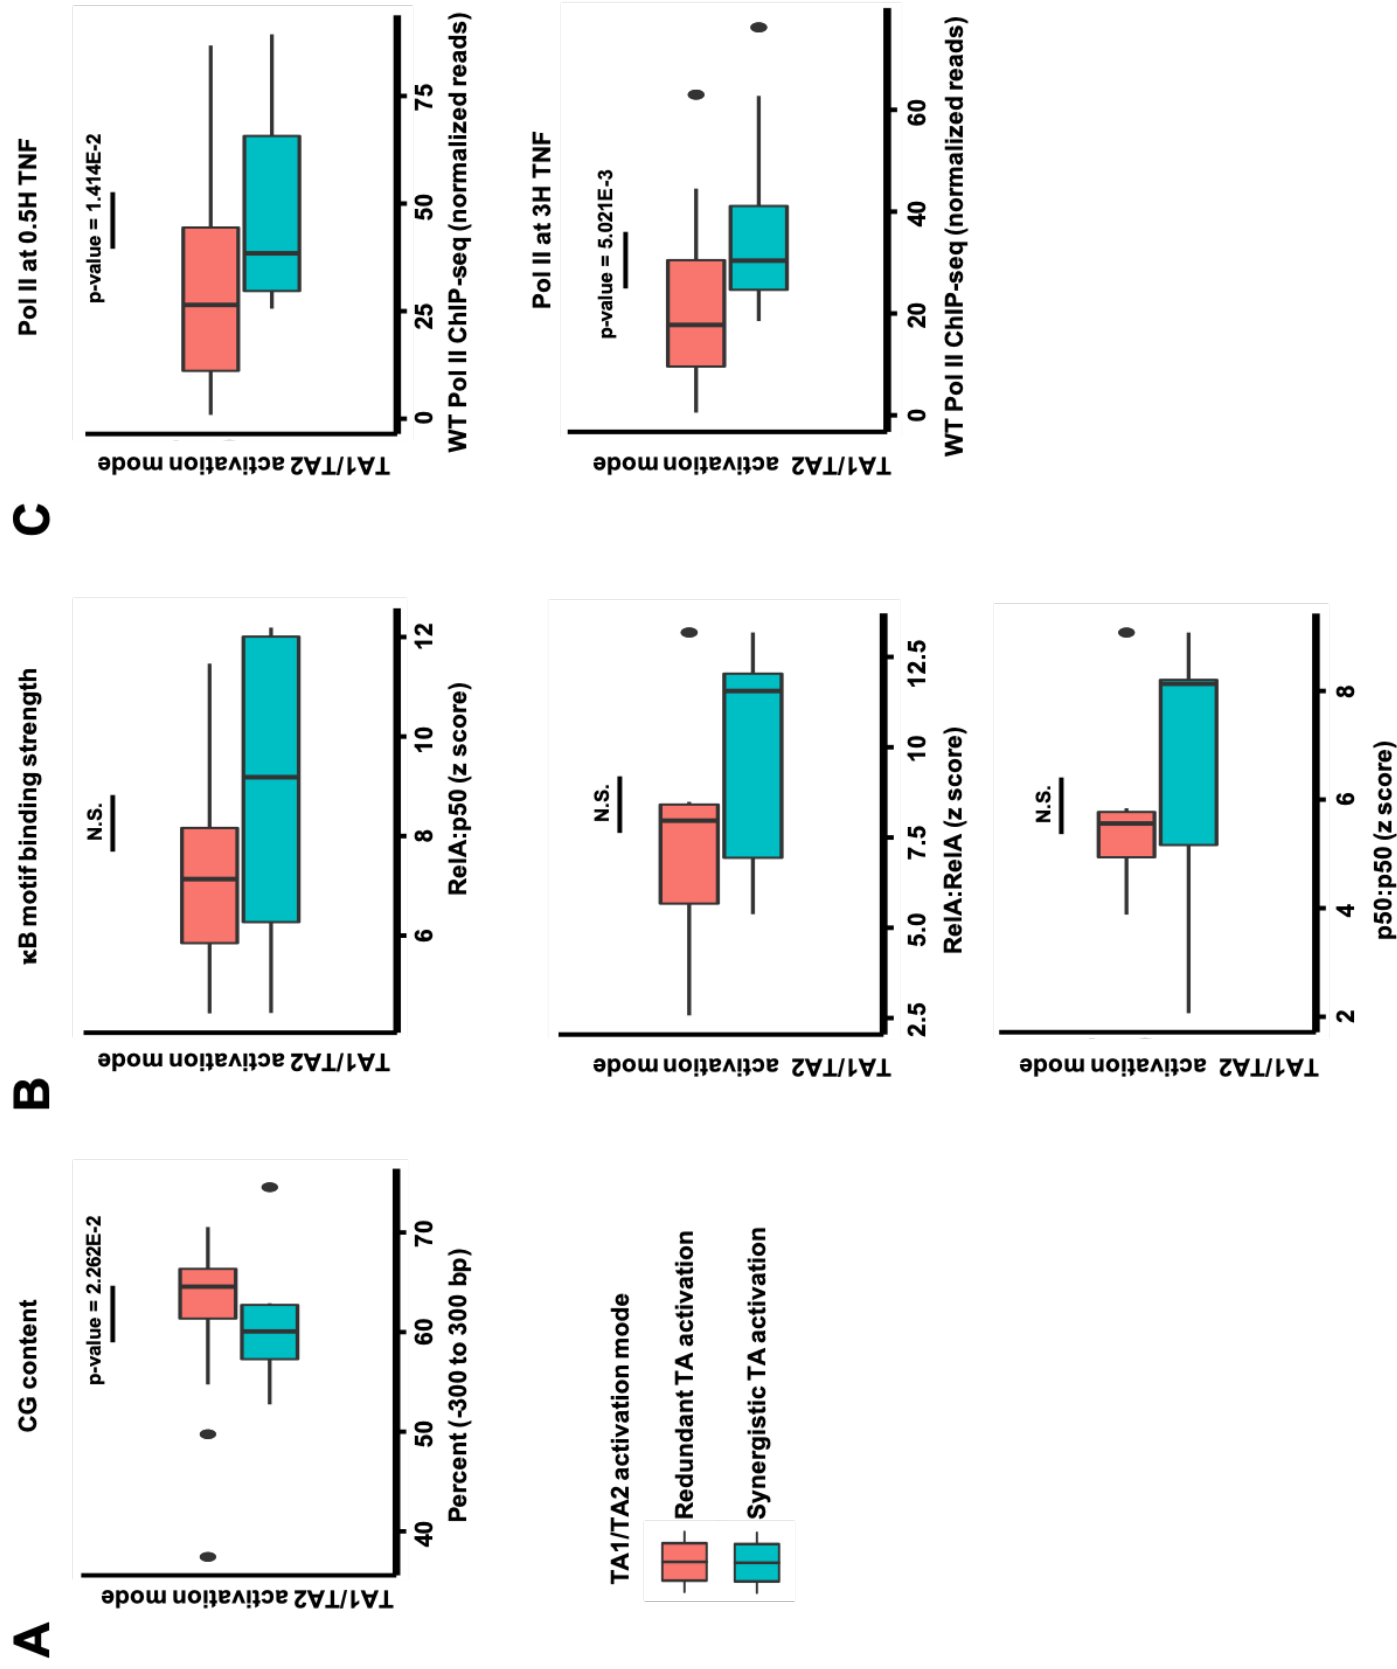 A
CG content
p-value = 2.262E-2
TA1/TA2 activation mode
40 50 60 70
Percent (-300 to 300 bp)
TA1/TA2 activation mode
Redundant TA activation
Synergistic TA activation
B
κB motif binding strength
N.S.
TA1/TA2 activation mode
6 8 10 12
RelA:p50 (z score)
N.S.
TA1/TA2 activation mode
2.5 5.0 7.5 10 12.5
RelA:RelA (z score)
N.S.
TA1/TA2 activation mode
2 4 6 8
p50:p50 (z score)
C
Pol II at 0.5H TNF
p-value = 1.414E-2
TA1/TA2 activation mode
0 25 50 75
WT Pol II ChIP-seq (normalized reads)
Pol II at 3H TNF
p-value = 5.021E-3
TA1/TA2 activation mode
0 20 40 60
WT Pol II ChIP-seq (normalized reads)